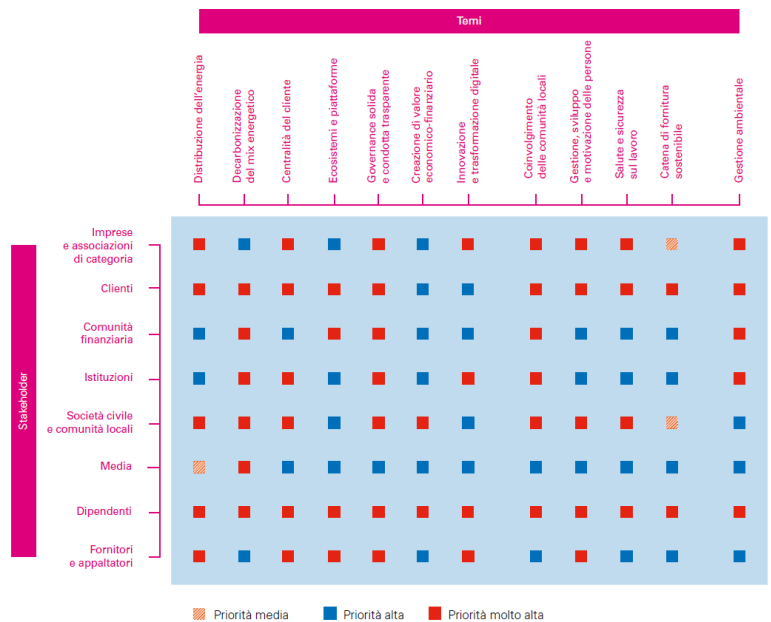 Temi
Distribuzione dell'energia
Decarbonizzazione
del mix energetico
Centralità del cliente
Ecosistemi e piattaforme
Governance solida
e condotta trasparente
Creazione di valore
economico-finanziario
Innovazione
e trasformazione digitale
Coinvolgimento
delle comunità locali
Gestione, sviluppo
e motivazione delle persone
Salute e sicurezza
sul lavoro
Catena di fornitura
sostenibile
Gestione ambientale
Stakeholder
Imprese
e associazioni
di categoria
Clienti
Comunità
finanziaria
Istituzioni
Società civile
e comunità locali
Media
Dipendenti
Fornitori
e appaltatori
Priorità media
Priorità alta
Priorità molto alta